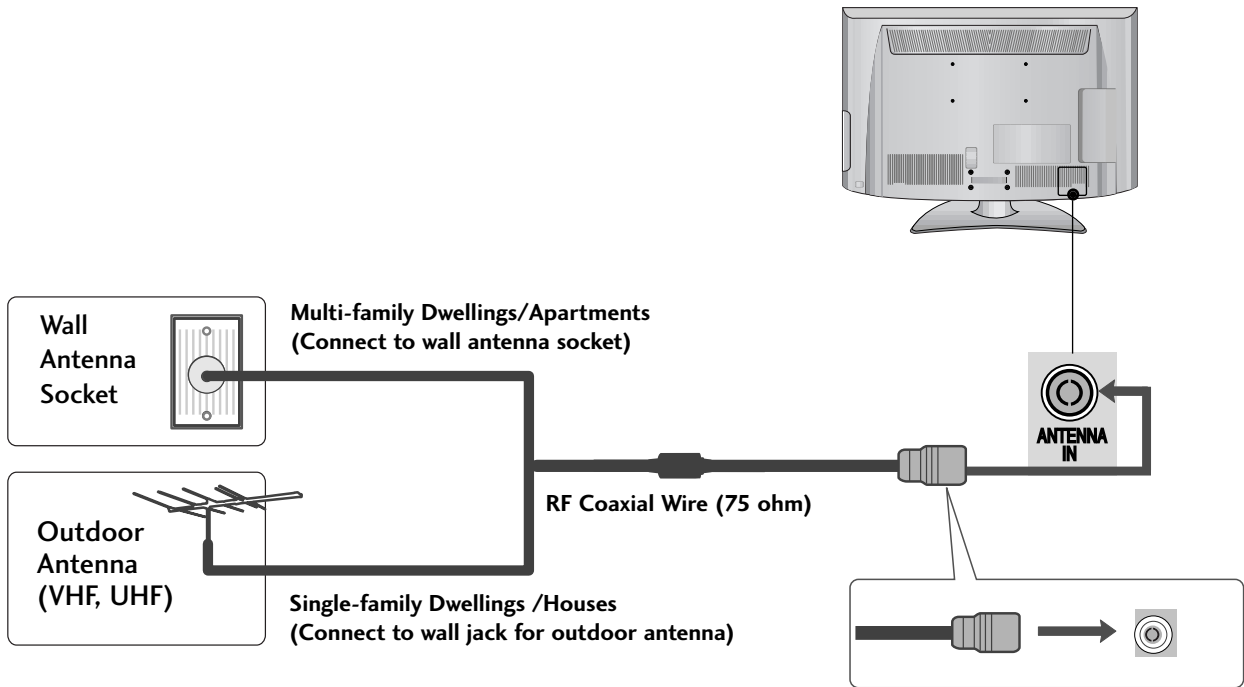 Wall
Antenna
Socket
Multi-family Dwellings/Apartments
(Connect to wall antenna socket)
ANTENNA
IN
RF Coaxial Wire (75 ohm)
Outdoor
Antenna
(VHF, UHF)
Single-family Dwellings /Houses
(Connect to wall jack for outdoor antenna)